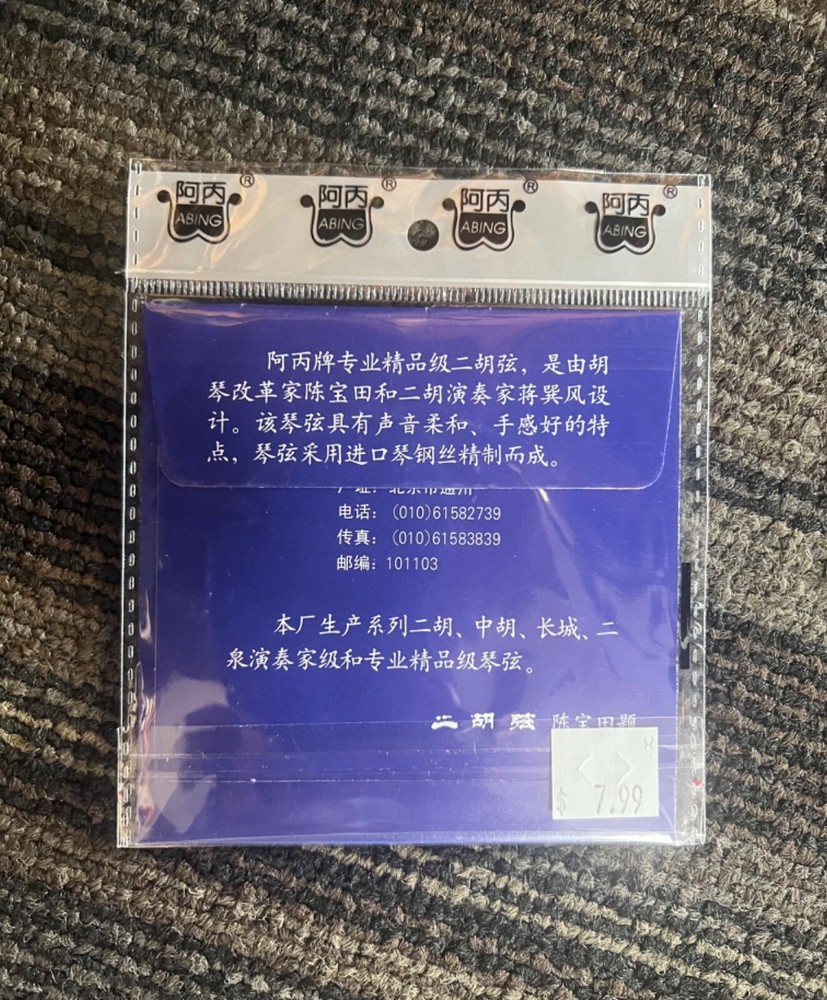 阿丙® 阿丙® 阿丙® 阿丙®
ABING ABING ABING ABING
阿丙牌专业精品级二胡弦，是由胡
琴改革家陈宝田和二胡演奏家蒋巽风设
计。该琴弦具有声音柔和、手感好的特
点，琴弦采用进口琴钢丝精制而成。
电话：(010)61582739
传真：(010)61583839
邮编：101103
本厂生产系列二胡、中胡、长城、二
泉演奏家级和专业精品级琴弦。
二胡弦 陈宝田题
$ 7.99